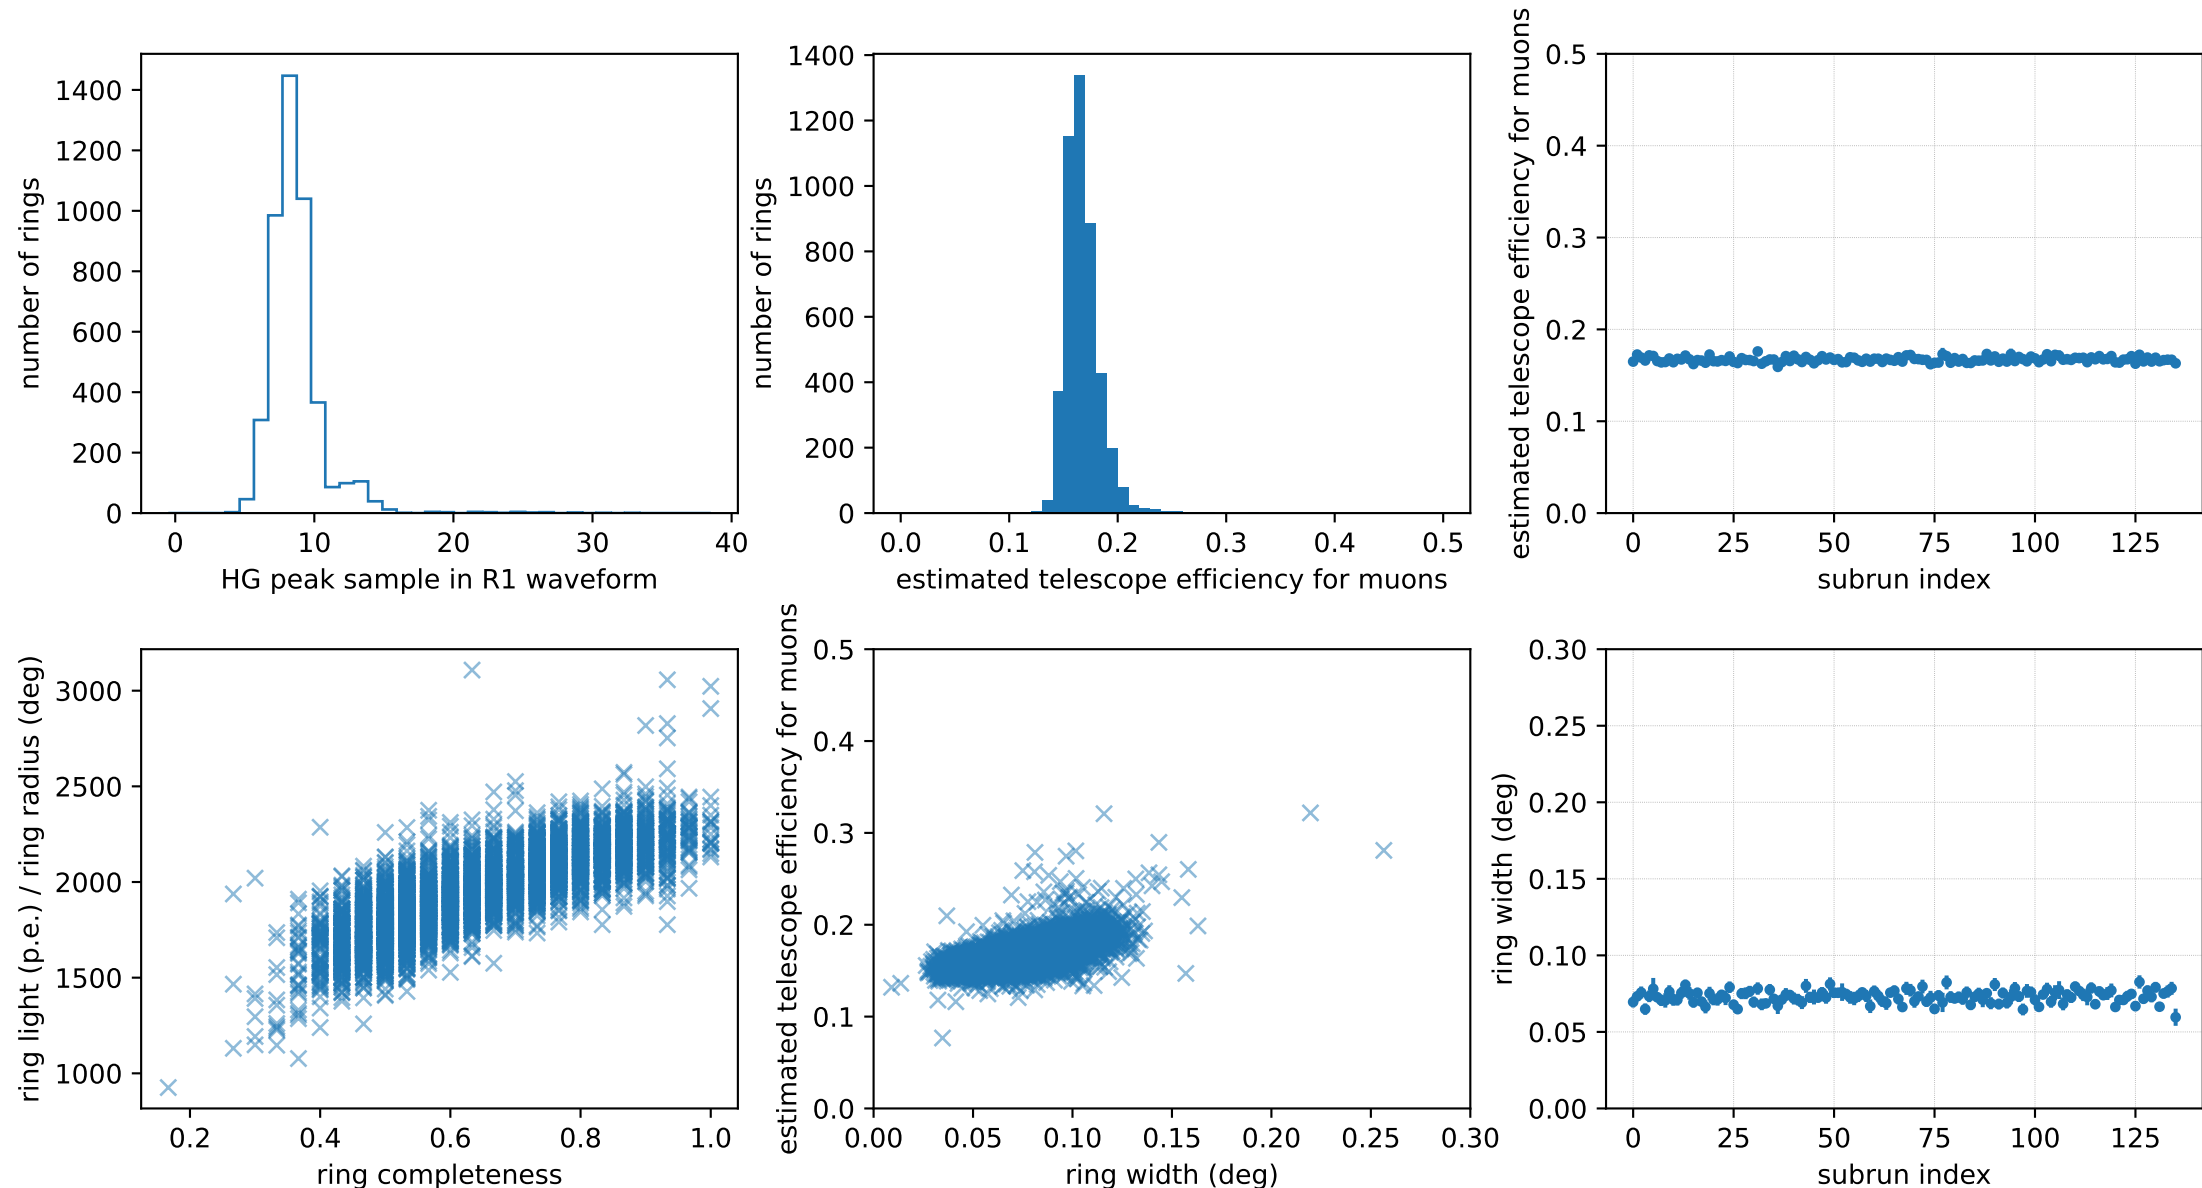 1400
1200
1000
800
600
400
200
0
number of rings
0 10 20 30 40
HG peak sample in R1 waveform
1400
1200
1000
800
600
400
200
0
number of rings
0.0 0.1 0.2 0.3 0.4 0.5
estimated telescope efficiency for muons
0.5
0.4
0.3
0.2
0.1
0.0
estimated telescope efficiency for muons
0 25 50 75 100 125
subrun index
3000
2500
2000
1500
1000
ring light (p.e.) / ring radius (deg)
0.2 0.4 0.6 0.8 1.0
ring completeness
0.5
0.4
0.3
0.2
0.1
0.0
estimated telescope efficiency for muons
0.00 0.05 0.10 0.15 0.20 0.25 0.30
ring width (deg)
0.30
0.25
0.20
0.15
0.10
0.05
0.00
ring width (deg)
0 25 50 75 100 125
subrun index